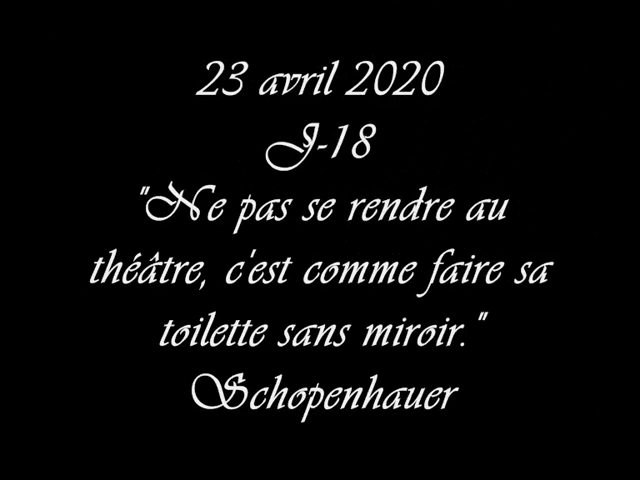 23 avril 2020
J-18
"Ne pas se rendre au
théâtre, c'est comme faire sa
toilette sans miroir."
Schopenhauer